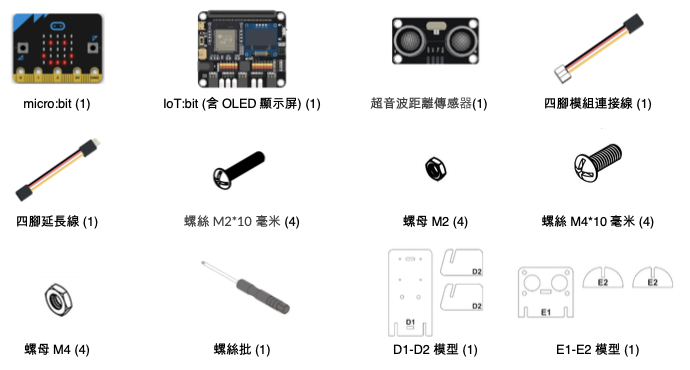 micro:bit (1)
IoT:bit (含 OLED 顯示屏) (1)
超音波距離傳感器(1)
四腳模組連接線 (1)
四腳延長線 (1)
螺絲 M2*10 毫米 (4)
螺母 M2 (4)
螺絲 M4*10 毫米 (4)
D2
D2
D1
E2
E2
E1
螺母 M4 (4)
螺絲批 (1)
D1-D2 模型 (1)
E1-E2 模型 (1)